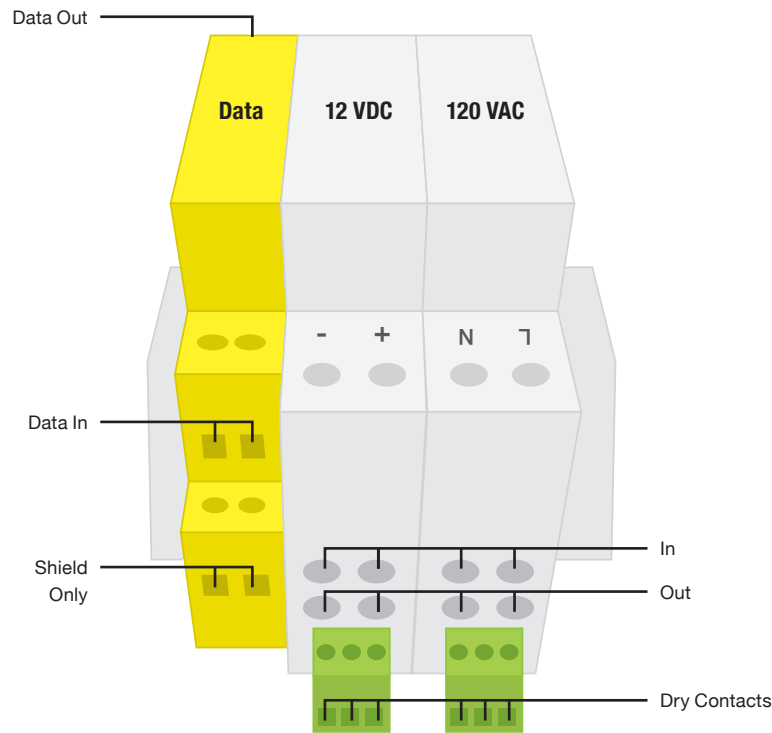 Data Out
Data
12 VDC
120 VAC
- +
N L
Data In
Shield
Only
In
Out
Dry Contacts